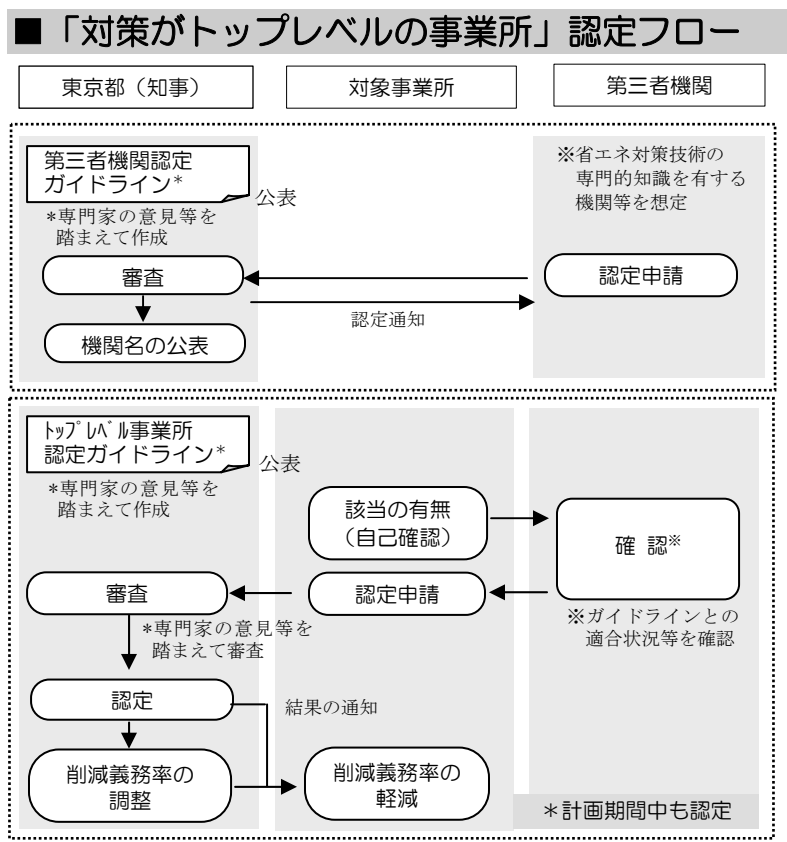 ■「対策がトップレベルの事業所」認定フロー
東京都（知事）
対象事業所
第三者機関
第三者機関認定
ガイドライン*
公表
*専門家の意見等を
踏まえて作成
※省エネ対策技術の
専門的知識を有する
機関等を想定
審査
認定申請
認定通知
機関名の公表
ﾄｯﾌﾟﾚﾍﾞﾙ事業所
認定ガイドライン*
公表
*専門家の意見等を
踏まえて作成
該当の有無
（自己確認）
確 認※
審査
認定申請
※ガイドラインとの
適合状況等を確認
*専門家の意見等を
踏まえて審査
認定
結果の通知
削減義務率の
調整
削減義務率の
軽減
＊計画期間中も認定